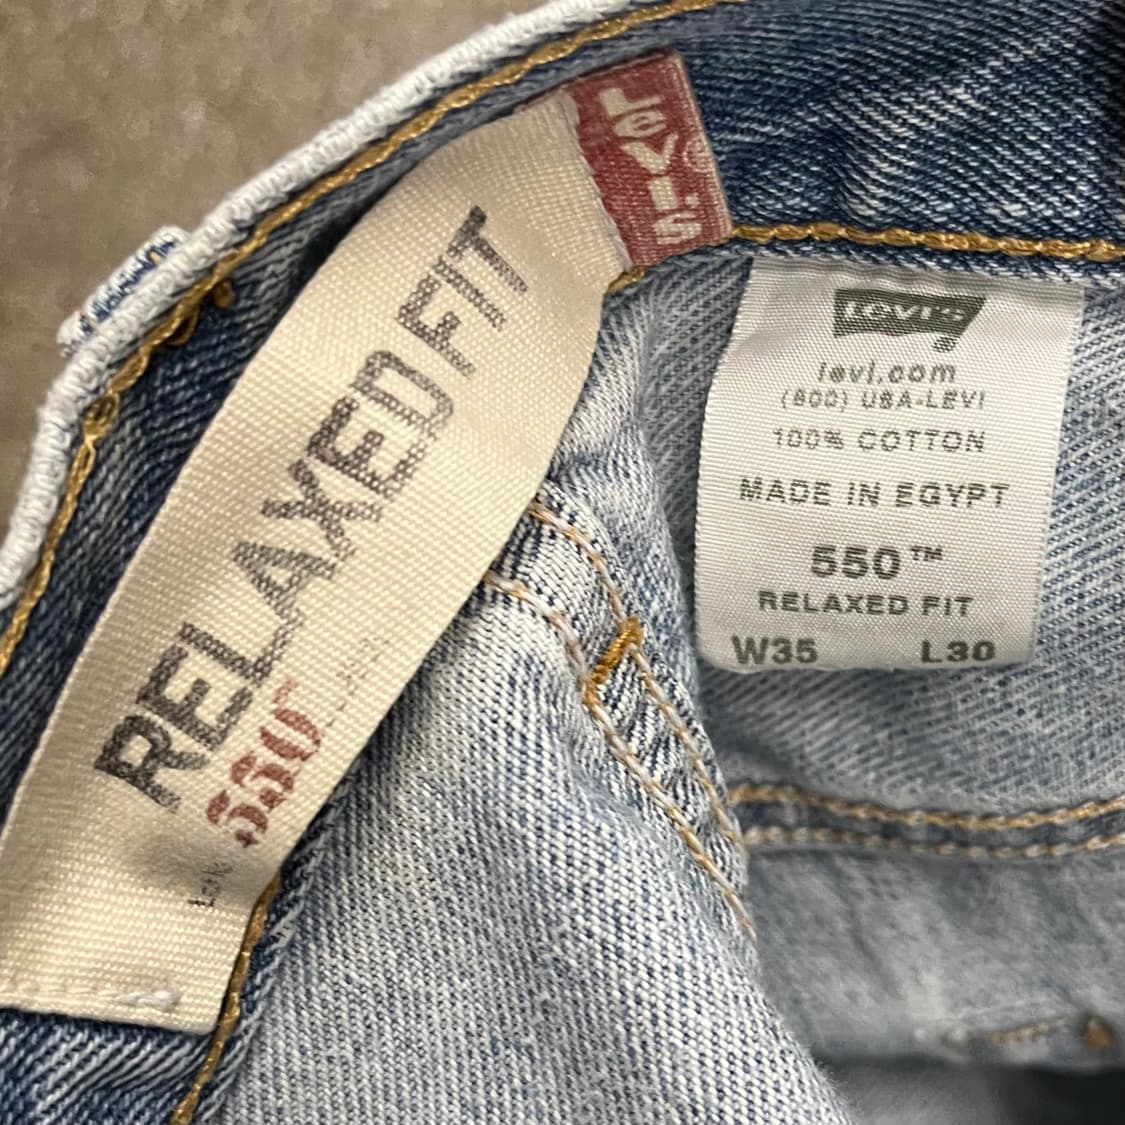 LEVI'S
RELAXED FIT
550
LEVI'S
levi.com
(800) USA-LEVI
100% COTTON
MADE IN EGYPT
550™
RELAXED FIT
W35 L30